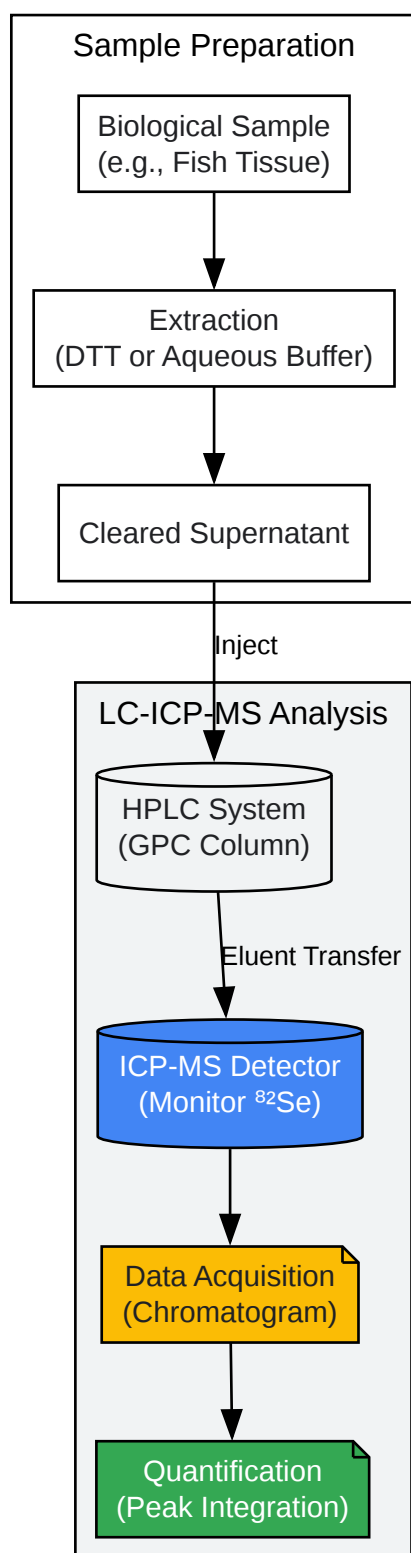 Sample Preparation
Biological Sample
(e.g., Fish Tissue)
Extraction
(DTT or Aqueous Buffer)
Cleared Supernatant
Inject
LC-ICP-MS Analysis
HPLC System
(GPC Column)
Eluent Transfer
ICP-MS Detector
(Monitor ⁸²Se)
Data Acquisition
(Chromatogram)
Quantification
(Peak Integration)